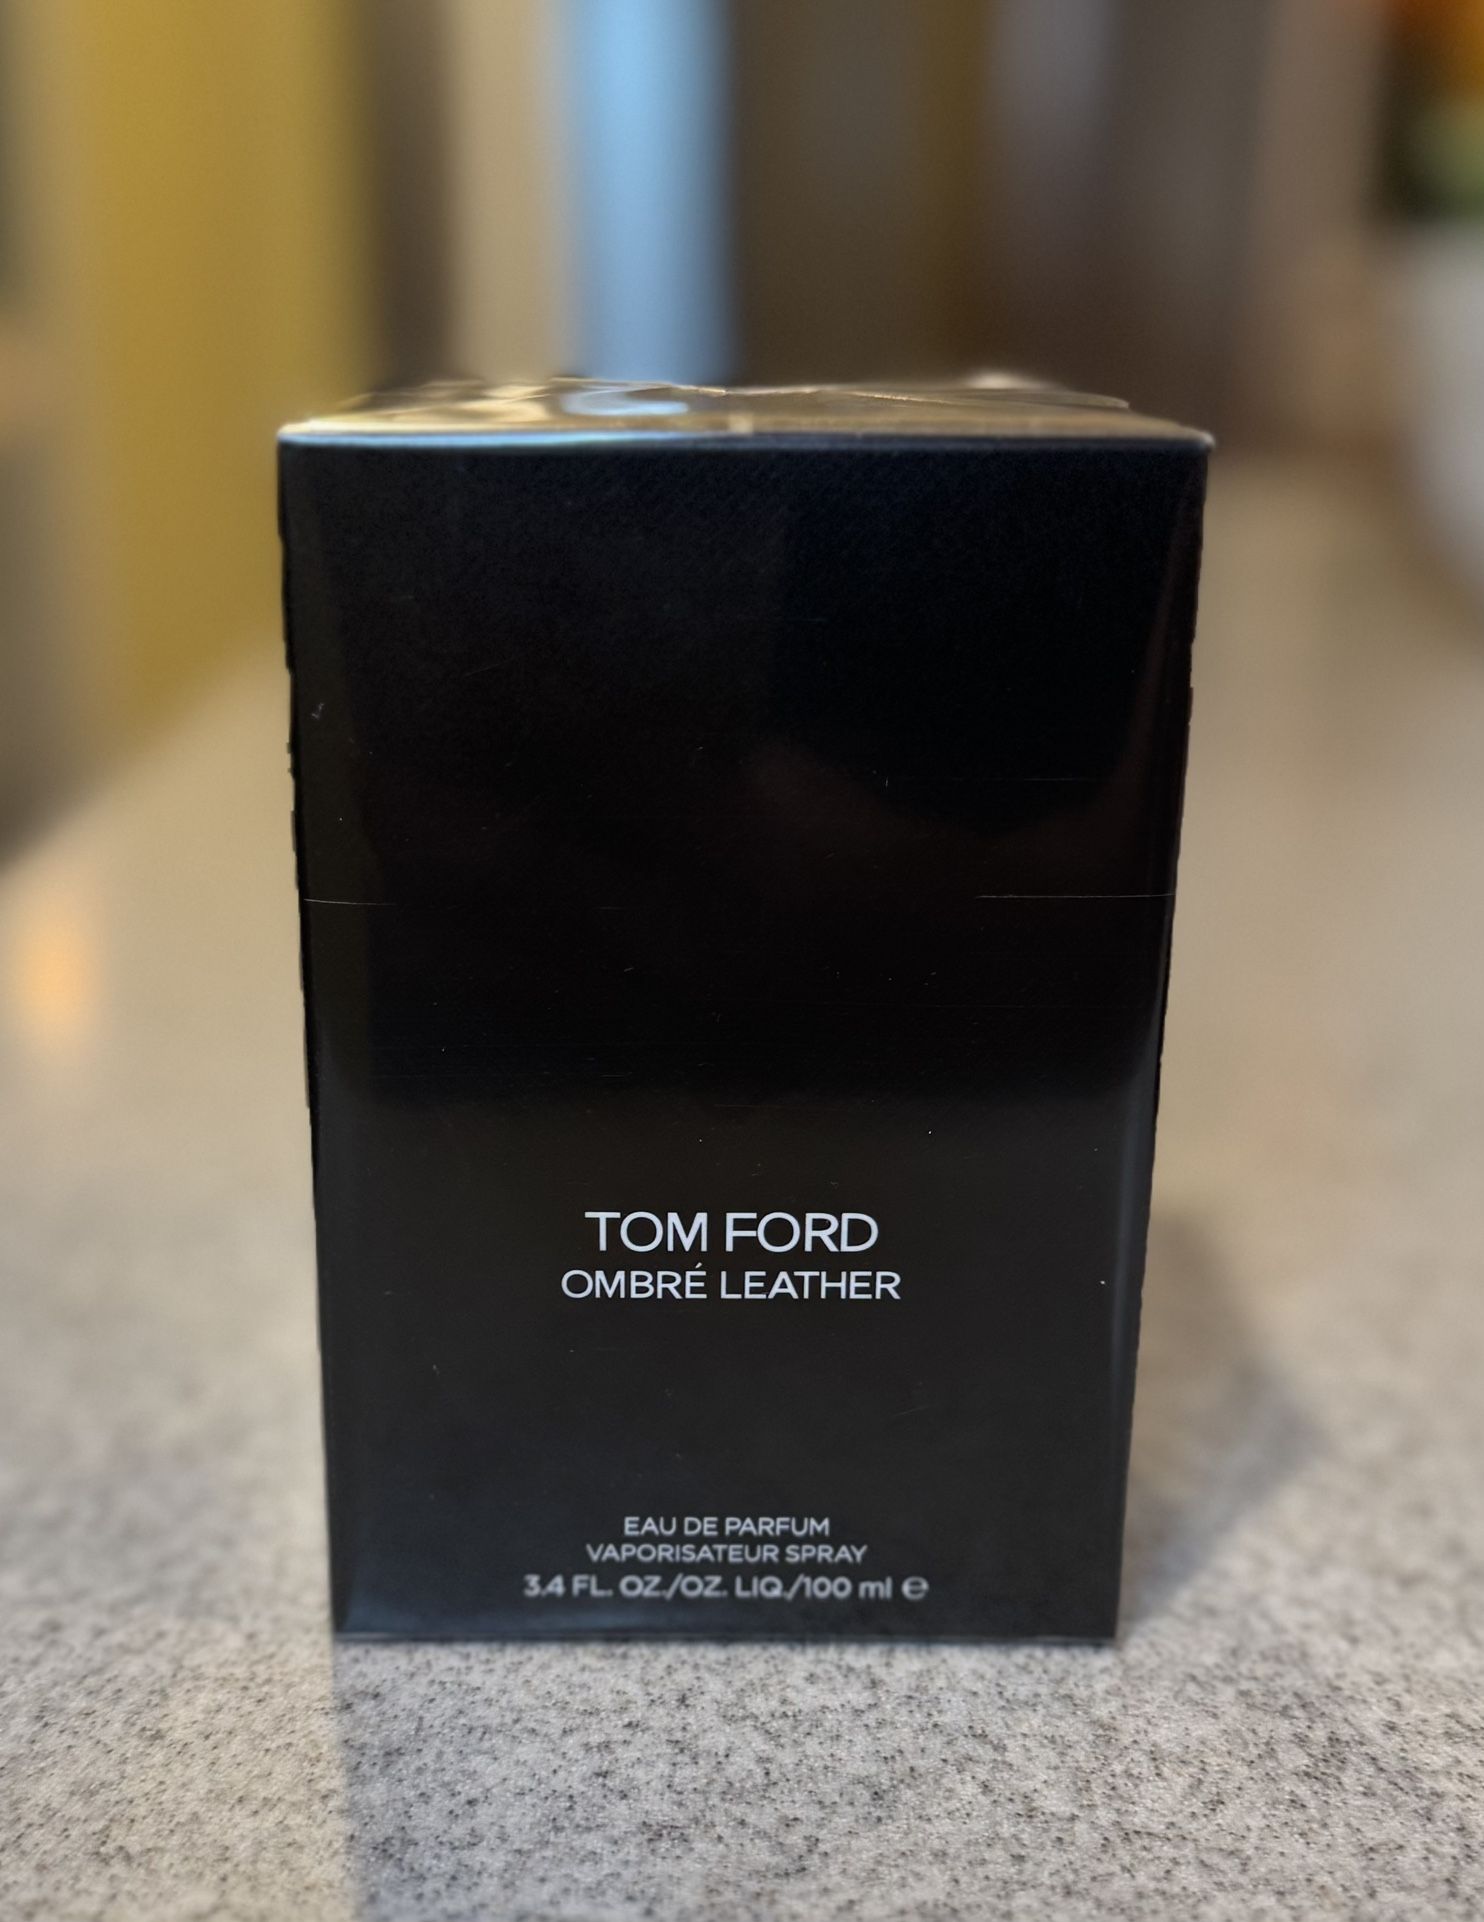 TOM FORD
OMBRÉ LEATHER
EAU DE PARFUM
VAPORISATEUR SPRAY
3.4 FL. OZ./OZ. LIQ./100 ml ℮